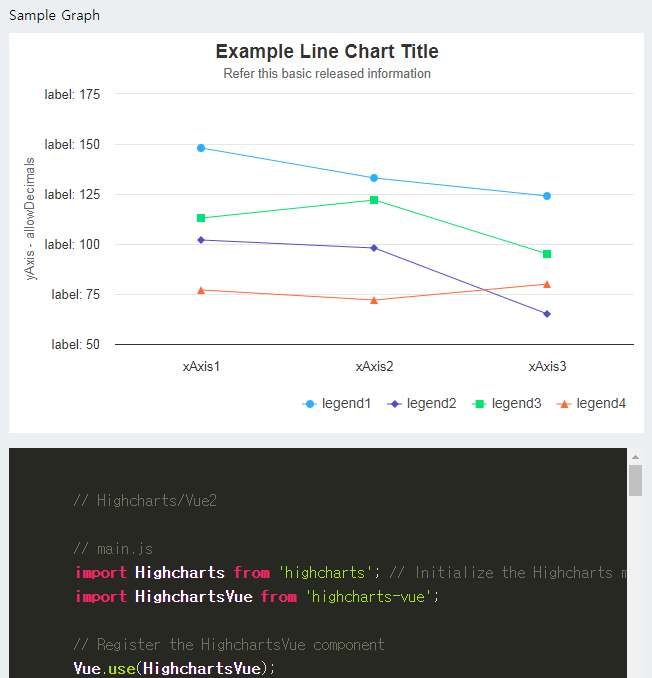 Sample Graph
Example Line Chart Title
Refer this basic released information
yAxis - allowDecimals
label: 175
label: 150
label: 125
label: 100
label: 75
label: 50
xAxis1 xAxis2 xAxis3
legend1 legend2 legend3 legend4
// Highcharts/Vue2
// main.js
import Highcharts from 'highcharts'; // Initialize the Highcharts
import HighchartsVue from 'highcharts-vue';
// Register the HighchartsVue component
Vue.use(HighchartsVue);